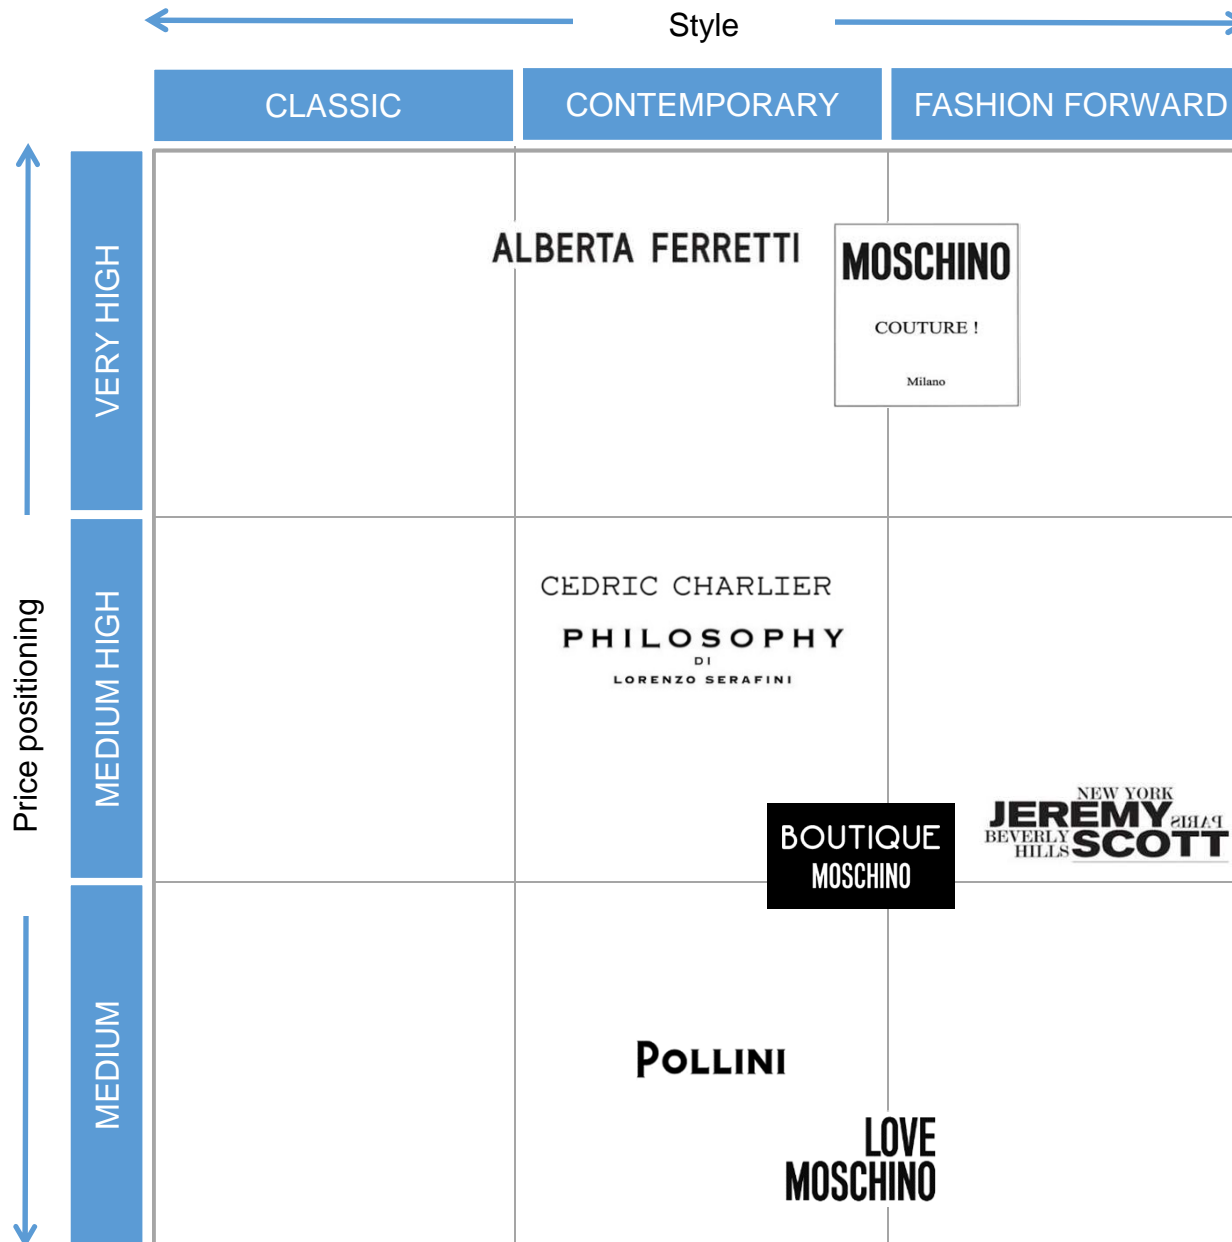 Style
CLASSIC
CONTEMPORARY
FASHION FORWARD
Price positioning
VERY HIGH
ALBERTA FERRETTI
MOSCHINO
COUTURE !
Milano
MEDIUM HIGH
CEDRIC CHARLIER
PHILOSOPHY
DI
LORENZO SERAFINI
BOUTIQUE
MOSCHINO
NEW YORK
JEREMY PARIS
BEVERLY
HILLS SCOTT
MEDIUM
POLLINI
LOVE
MOSCHINO